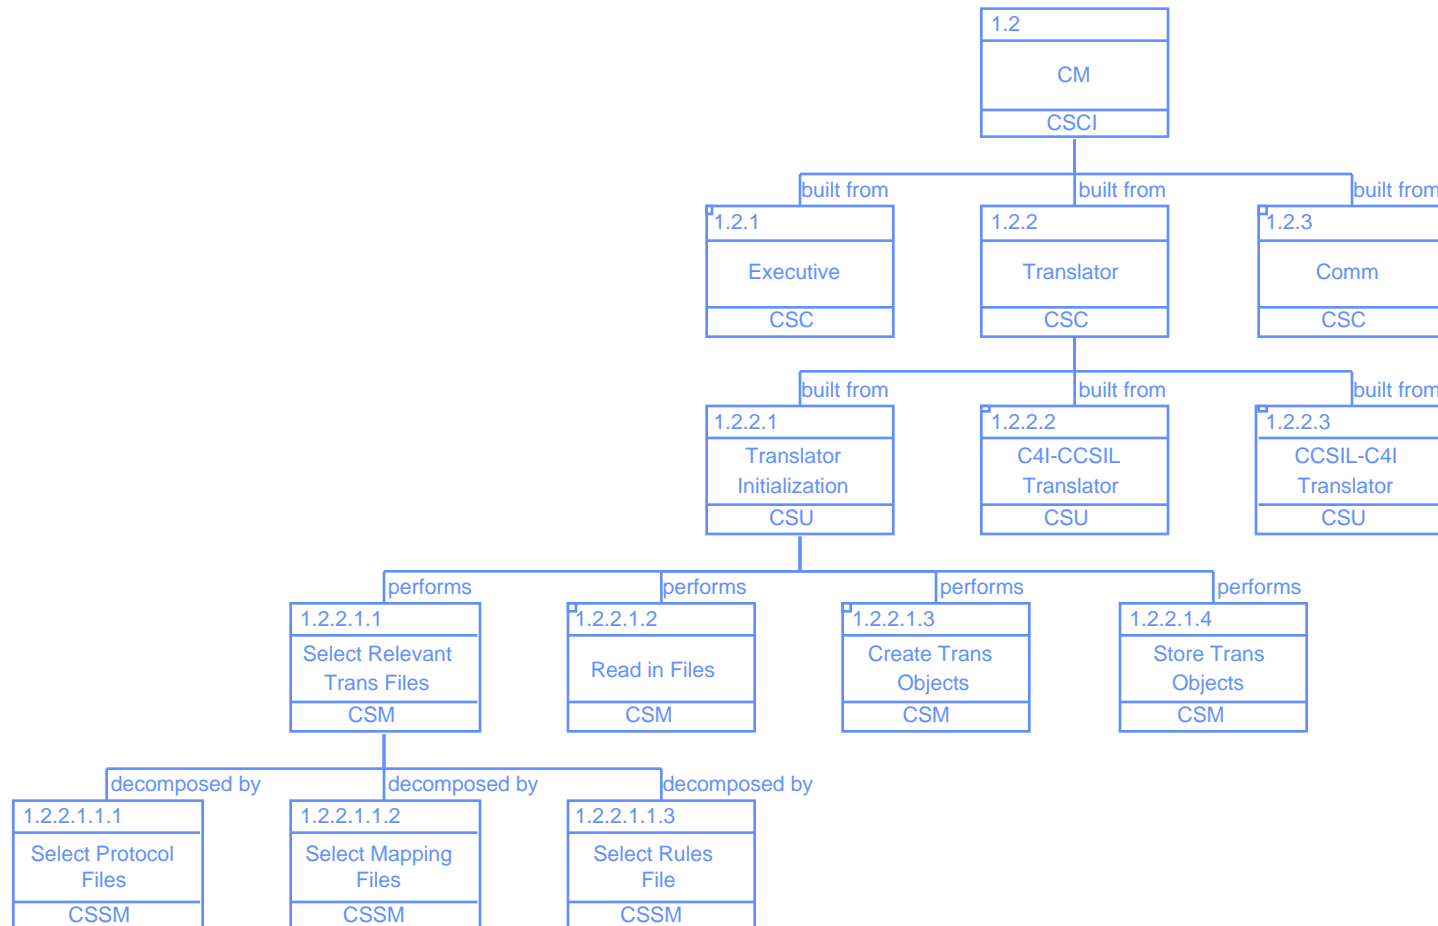 1.2
CM
CSCI
built from
built from
built from
1.2.1
1.2.2
1.2.3
Executive
Translator
Comm
CSC
CSC
CSC
built from
built from
built from
1.2.2.1
1.2.2.2
1.2.2.3
Translator
Initialization
C4I-CCSIL
Translator
CCSIL-C4I
Translator
CSU
CSU
CSU
performs
performs
performs
performs
1.2.2.1.1
1.2.2.1.2
1.2.2.1.3
1.2.2.1.4
Select Relevant
Trans Files
Read in Files
Create Trans
Objects
Store Trans
Objects
CSM
CSM
CSM
CSM
decomposed by
decomposed by
decomposed by
1.2.2.1.1.1
1.2.2.1.1.2
1.2.2.1.1.3
Select Protocol
Files
Select Mapping
Files
Select Rules
File
CSSM
CSSM
CSSM